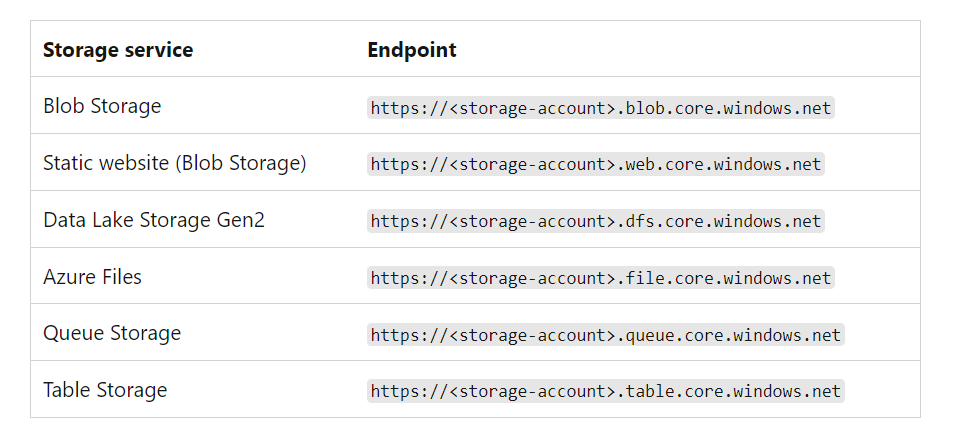 Storage service Endpoint
Blob Storage https://<storage-account>.blob.core.windows.net
Static website (Blob Storage) https://<storage-account>.web.core.windows.net
Data Lake Storage Gen2 https://<storage-account>.dfs.core.windows.net
Azure Files https://<storage-account>.file.core.windows.net
Queue Storage https://<storage-account>.queue.core.windows.net
Table Storage https://<storage-account>.table.core.windows.net